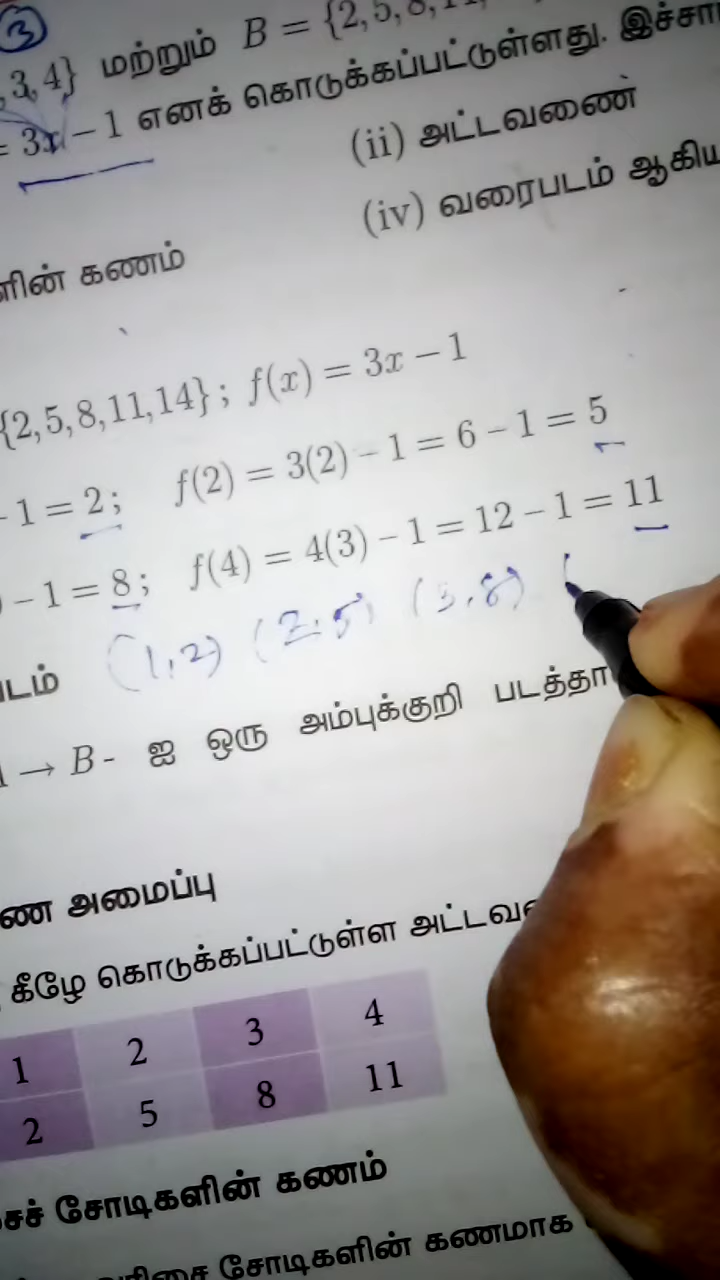 3
, 3, 4} மற்றும் B = {2, 5, 8, 11,
= 3x – 1 எனக் கொடுக்கப்பட்டுள்ளது.
(ii) அட்டவணை
(iv) வரைபடம் ஆகிய
ளின் கணம்
{2, 5, 8, 11, 14}; f(x) = 3x – 1
– 1 = 2; f(2) = 3(2) – 1 = 6 – 1 = 5
) – 1 = 8; f(4) = 4(3) – 1 = 12 – 1 = 11
(1,2) (2,5) (3,8) (
டம்
→ B - ஐ ஒரு அம்புக்குறி படத்தா
ண அமைப்பு
கீழே கொடுக்கப்பட்டுள்ள அட்டவ
1 2 3 4
2 5 8 11
சைச் சோடிகளின் கணம்
சோடிகளின் கணமாக